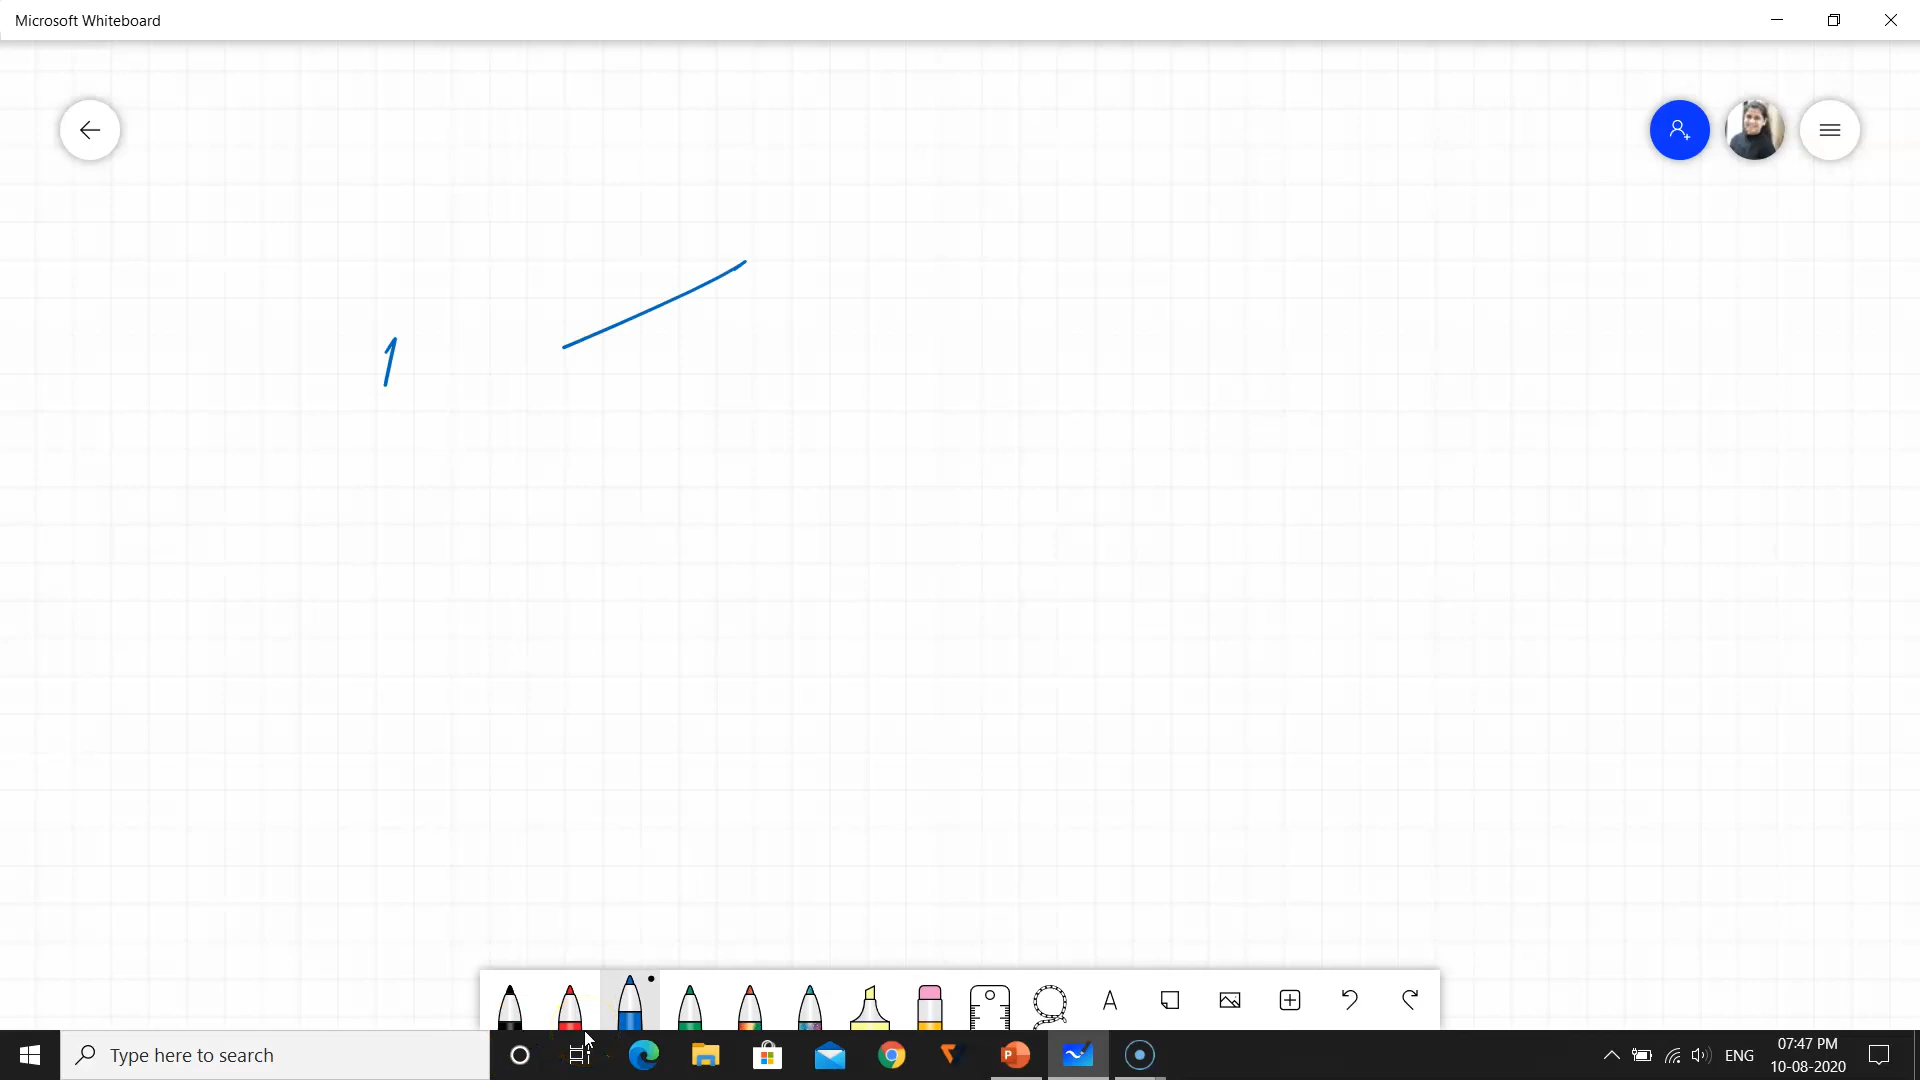 Microsoft Whiteboard
1
A
Type here to search
ENG
07:47 PM
10-08-2020